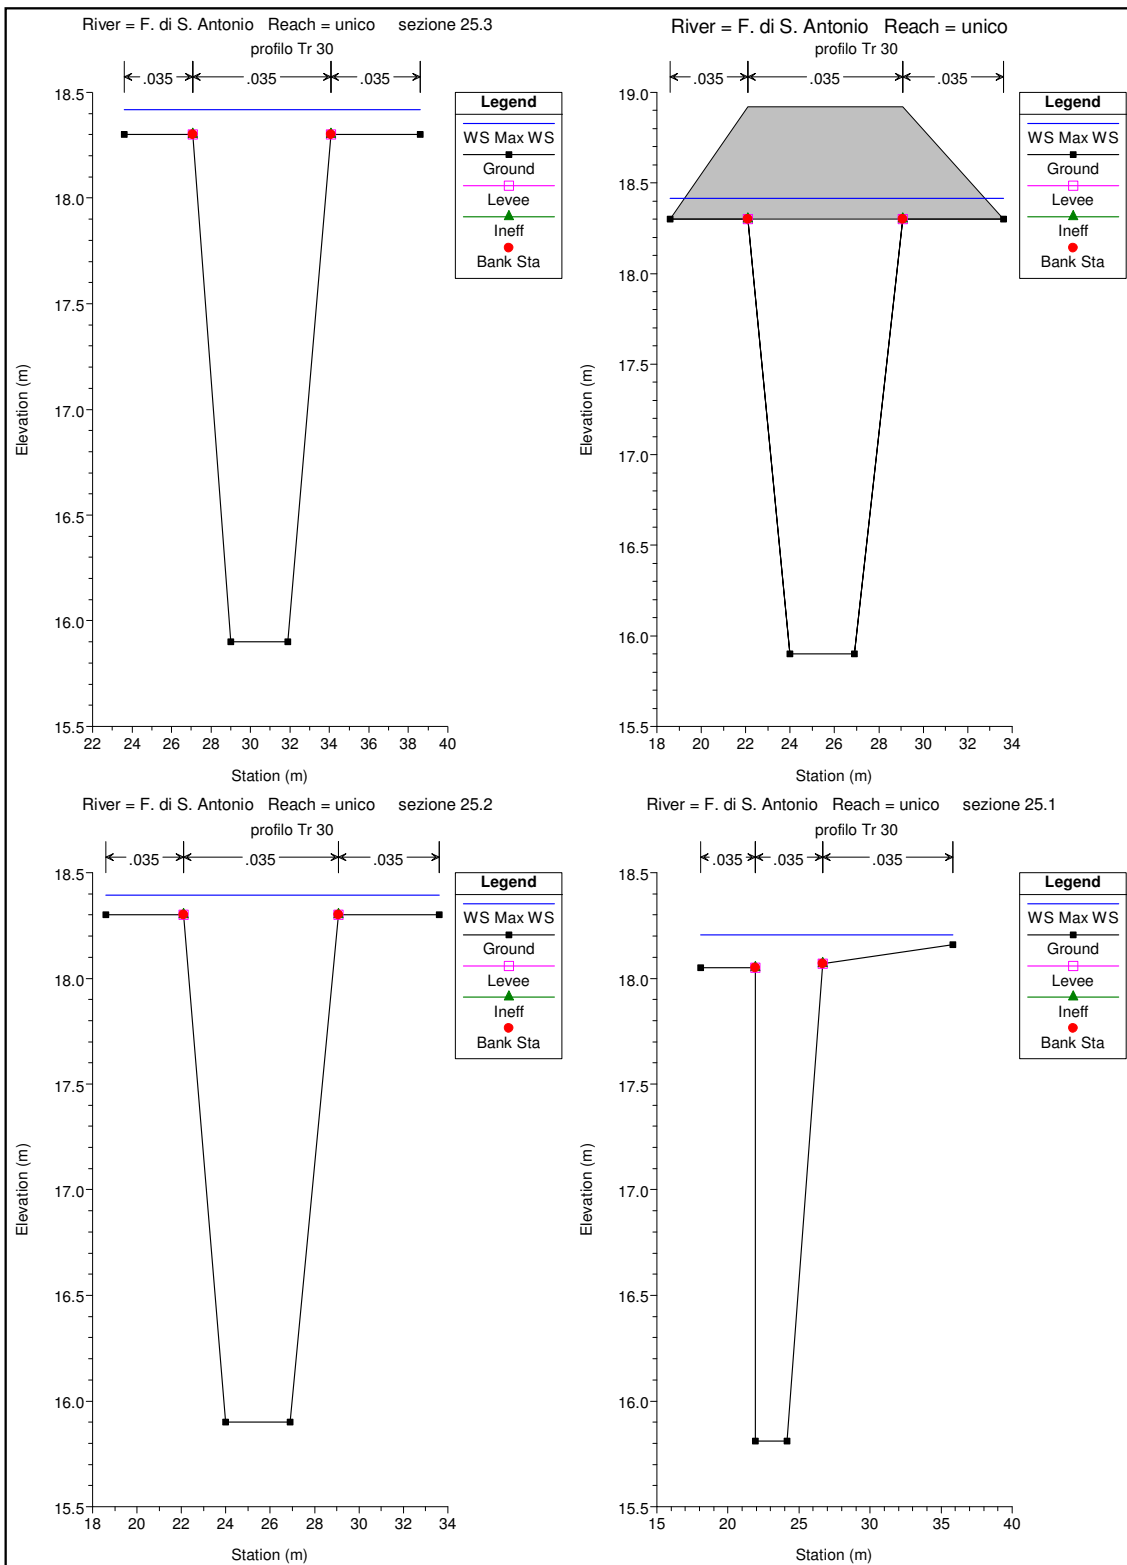 River = F. di S. Antonio Reach = unico sezione 25.3
profilo Tr 30
.035 .035 .035
18.5
18.0
17.5
17.0
16.5
16.0
15.5
22 24 26 28 30 32 34 36 38 40
Station (m)
Elevation (m)
Legend
WS Max WS
Ground
Levee
Ineff
Bank Sta
River = F. di S. Antonio Reach = unico
profilo Tr 30
.035 .035 .035
19.0
18.5
18.0
17.5
17.0
16.5
16.0
15.5
18 20 22 24 26 28 30 32 34
Station (m)
Elevation (m)
Legend
WS Max WS
Ground
Levee
Ineff
Bank Sta
River = F. di S. Antonio Reach = unico sezione 25.2
profilo Tr 30
.035 .035 .035
18.5
18.0
17.5
17.0
16.5
16.0
15.5
18 20 22 24 26 28 30 32 34
Station (m)
Elevation (m)
Legend
WS Max WS
Ground
Levee
Ineff
Bank Sta
River = F. di S. Antonio Reach = unico sezione 25.1
profilo Tr 30
.035 .035 .035
18.5
18.0
17.5
17.0
16.5
16.0
15.5
15 20 25 30 35 40
Station (m)
Elevation (m)
Legend
WS Max WS
Ground
Levee
Ineff
Bank Sta